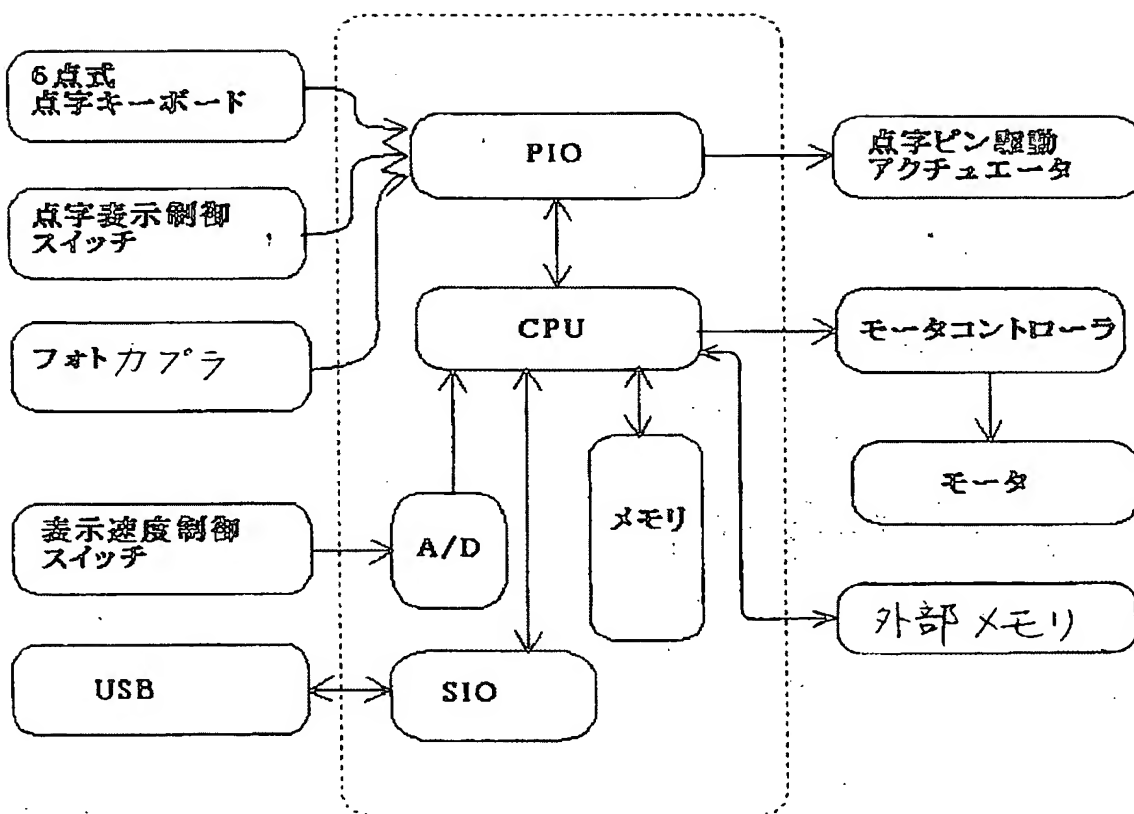 6点式
点字キーボード
PIO
点字ピン駆動
アクチュエータ
点字表示制御
スイッチ
CPU
モータコントローラ
フォトカプラ
モータ
表示速度制御
スイッチ
A/D
メモリ
外部メモリ
USB
SIO